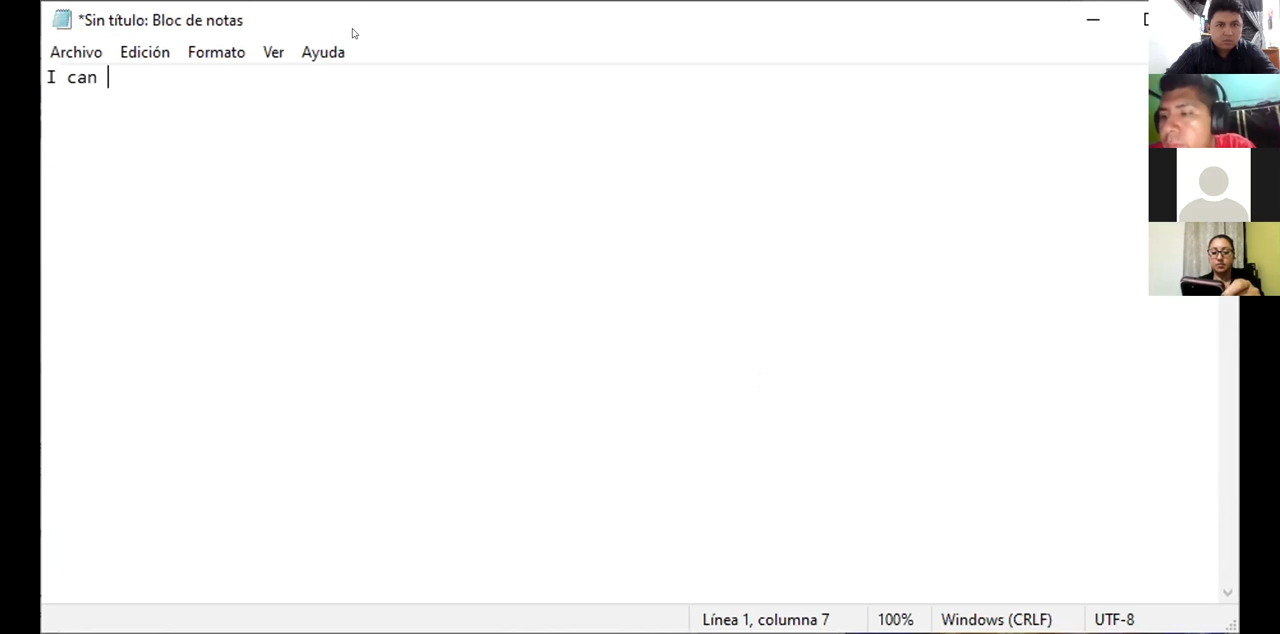 *Sin título: Bloc de notas
Archivo Edición Formato Ver Ayuda
I can
Línea 1, columna 7 100% Windows (CRLF) UTF-8